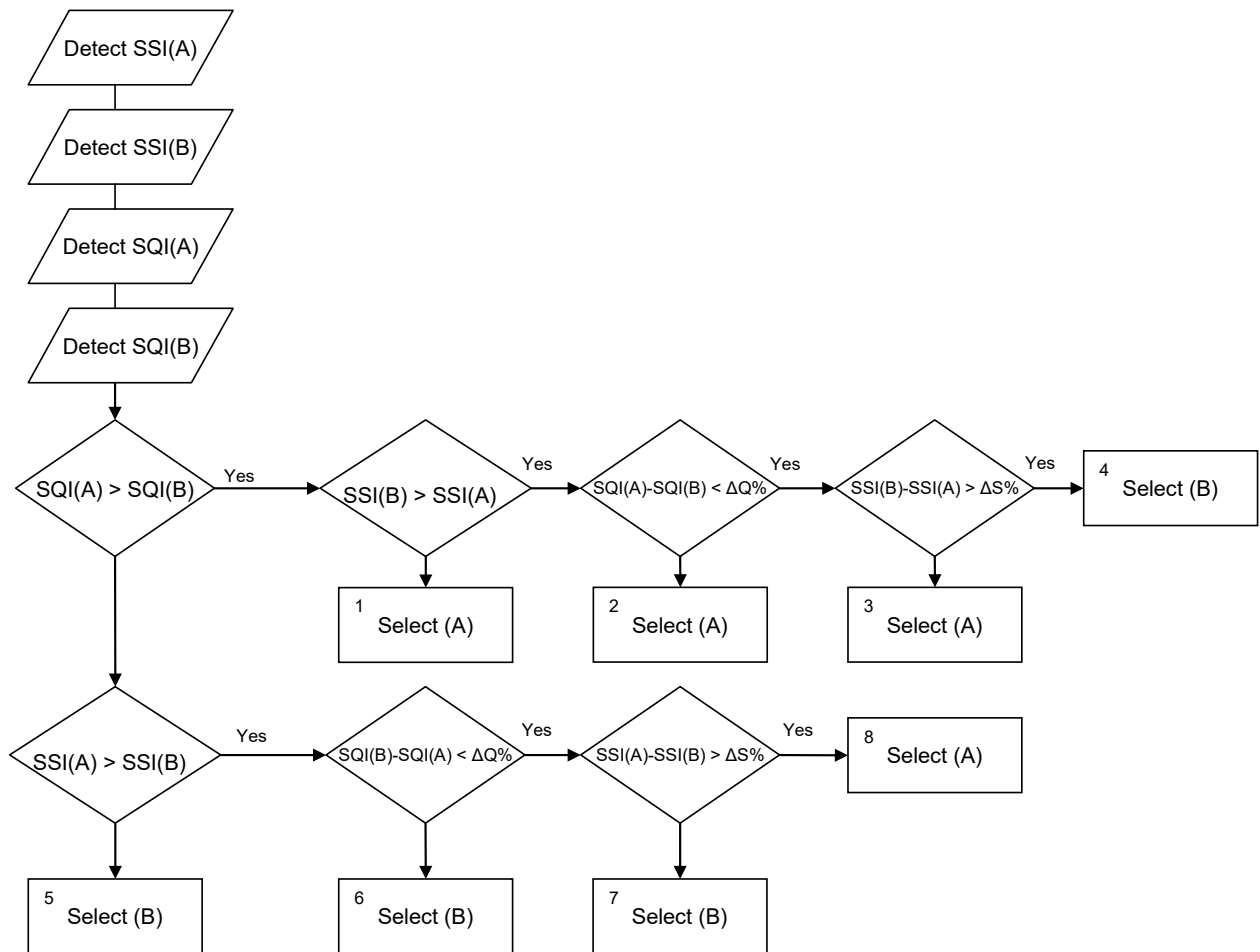 Detect SSI(A)
Detect SSI(B)
Detect SQI(A)
Detect SQI(B)
SQI(A) > SQI(B)
Yes
SSI(B) > SSI(A)
Yes
SQI(A)-SQI(B) < ΔQ%
Yes
SSI(B)-SSI(A) > ΔS%
Yes
4
Select (B)
1
Select (A)
2
Select (A)
3
Select (A)
SSI(A) > SSI(B)
Yes
SQI(B)-SQI(A) < ΔQ%
Yes
SSI(A)-SSI(B) > ΔS%
Yes
8
Select (A)
5
Select (B)
6
Select (B)
7
Select (B)